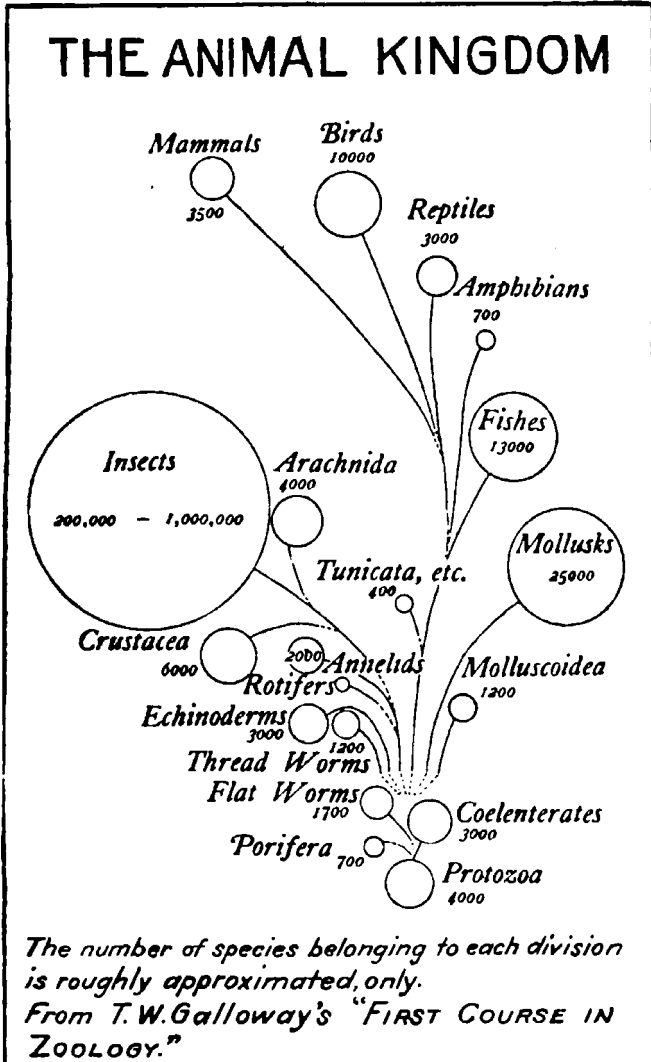 THE ANIMAL KINGDOM
Mammals
3500
Birds
10000
Reptiles
3000
Amphibians
700
Fishes
13000
Insects
200,000 – 1,000,000
Arachnida
4000
Mollusks
25000
Tunicata, etc.
400
Crustacea
6000
2000 Annelids
Rotifers
Molluscoidea
1200
Echinoderms
3000
1200
Thread Worms
Flat Worms
1700
Coelenterates
3000
Porifera
700
Protozoa
4000
The number of species belonging to each division
is roughly approximated, only.
From T. W. Galloway's "FIRST COURSE IN
ZOOLOGY."